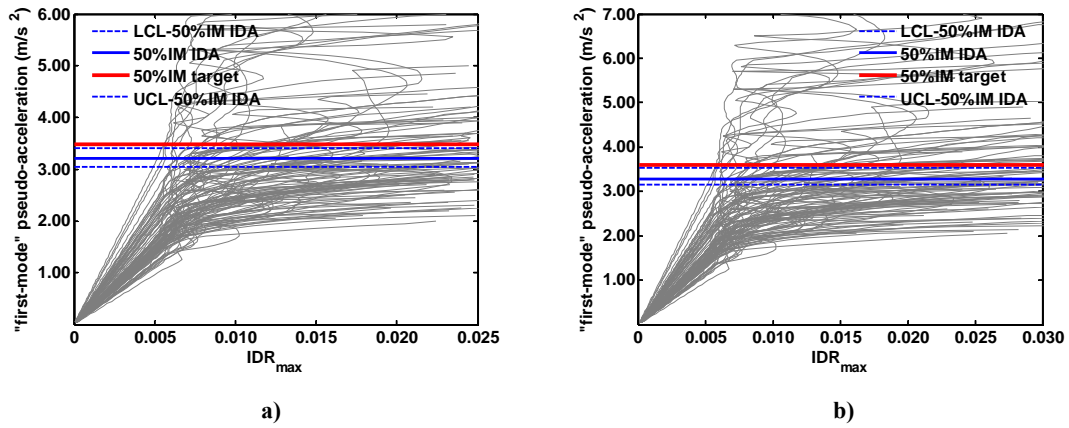 "first-mode" pseudo-acceleration (m/s 2)
6.00
5.00
4.00
3.00
2.00
1.00
LCL-50%IM IDA
50%IM IDA
50%IM target
UCL-50%IM IDA
0 0.005 0.010 0.015 0.020 0.025
IDRmax
a)
"first-mode" pseudo-acceleration (m/s 2)
7.00
6.00
5.00
4.00
3.00
2.00
1.00
LCL-50%IM IDA
50%IM IDA
50%IM target
UCL-50%IM IDA
0 0.005 0.010 0.015 0.020 0.025 0.030
IDRmax
b)